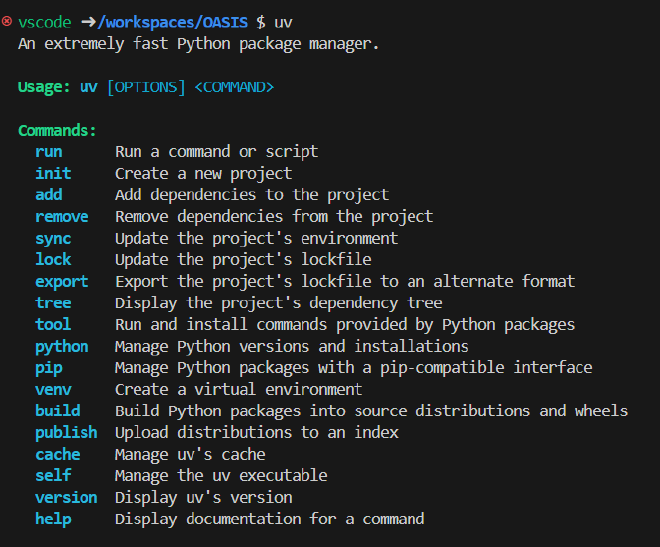 vscode ➜ /workspaces/OASIS $ uv
An extremely fast Python package manager.
Usage: uv [OPTIONS] <COMMAND>
Commands:
run Run a command or script
init Create a new project
add Add dependencies to the project
remove Remove dependencies from the project
sync Update the project's environment
lock Update the project's lockfile
export Export the project's lockfile to an alternate format
tree Display the project's dependency tree
tool Run and install commands provided by Python packages
python Manage Python versions and installations
pip Manage Python packages with a pip-compatible interface
venv Create a virtual environment
build Build Python packages into source distributions and wheels
publish Upload distributions to an index
cache Manage uv's cache
self Manage the uv executable
version Display uv's version
help Display documentation for a command